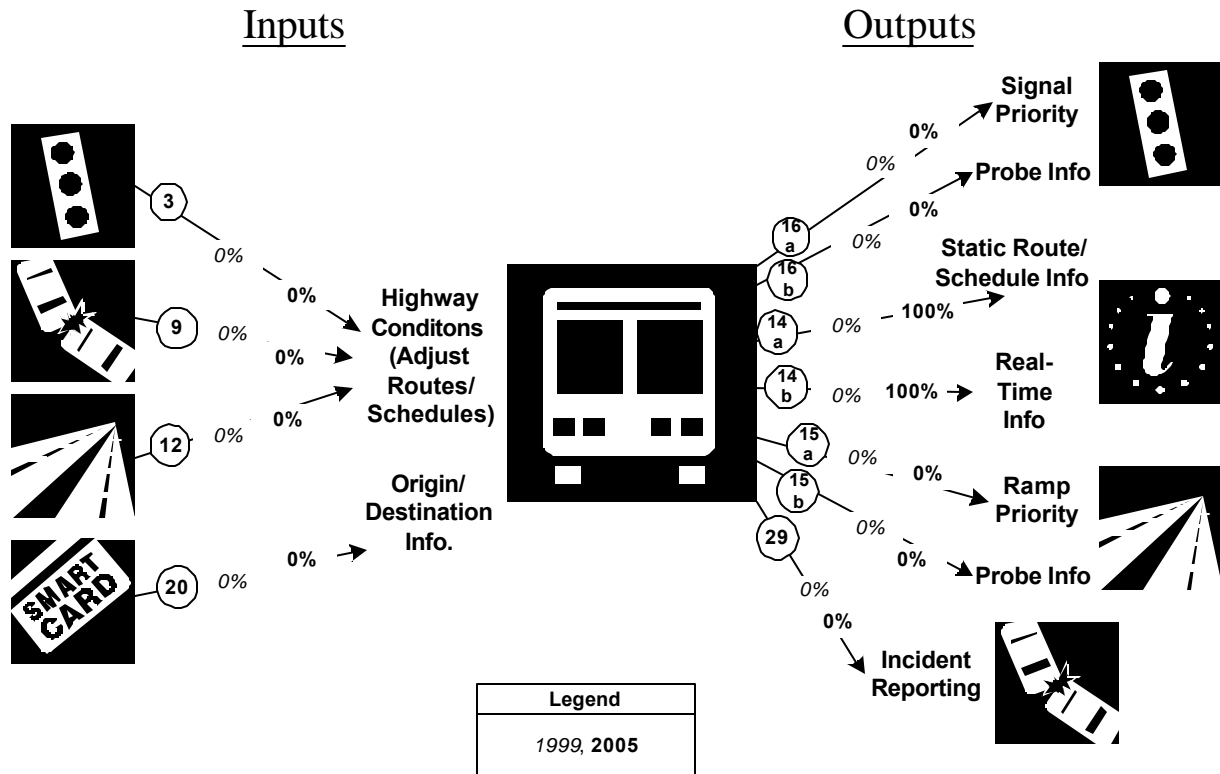 Inputs
Outputs
3
0%
0%
9
0%
0%
12
0%
0%
20
0%
0%
Highway
Conditons
(Adjust
Routes/
Schedules)
Origin/
Destination
Info.
SMART
CARD
16
a
0%
0%
Signal
Priority
16
b
0%
0%
Probe Info
14
a
0%
100%
Static Route/
Schedule Info
i
14
b
0%
100%
Real-
Time
Info
15
a
0%
0%
Ramp
Priority
15
b
0%
0%
Probe Info
29
0%
0%
Incident
Reporting
Legend
1999, 2005